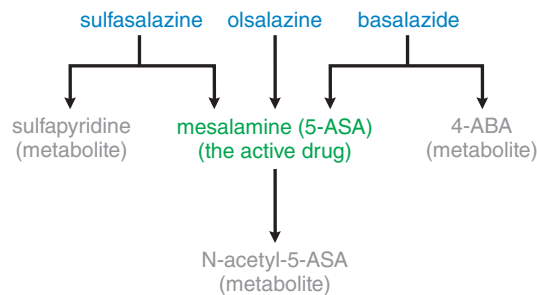 sulfasalazine olsalazine basalazide
sulfapyridine mesalamine (5-ASA) 4-ABA
(metabolite) (the active drug) (metabolite)
N-acetyl-5-ASA
(metabolite)